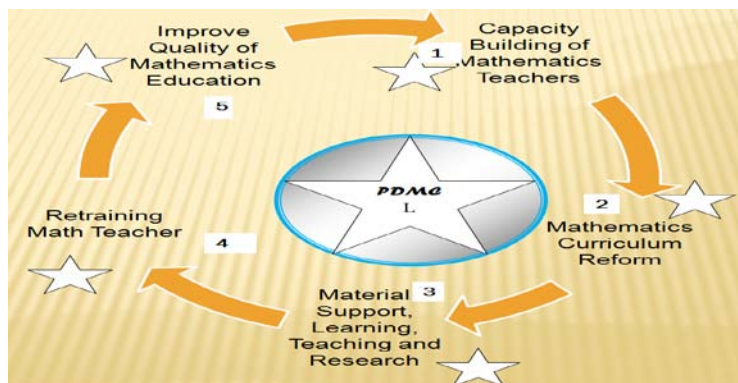 1
Capacity
Building of
Mathematics
Teachers
2
Mathematics
Curriculum
Reform
3
Material
Support,
Learning,
Teaching and
Research
4
Retraining
Math Teacher
5
Improve
Quality of
Mathematics
Education
PDMC
L